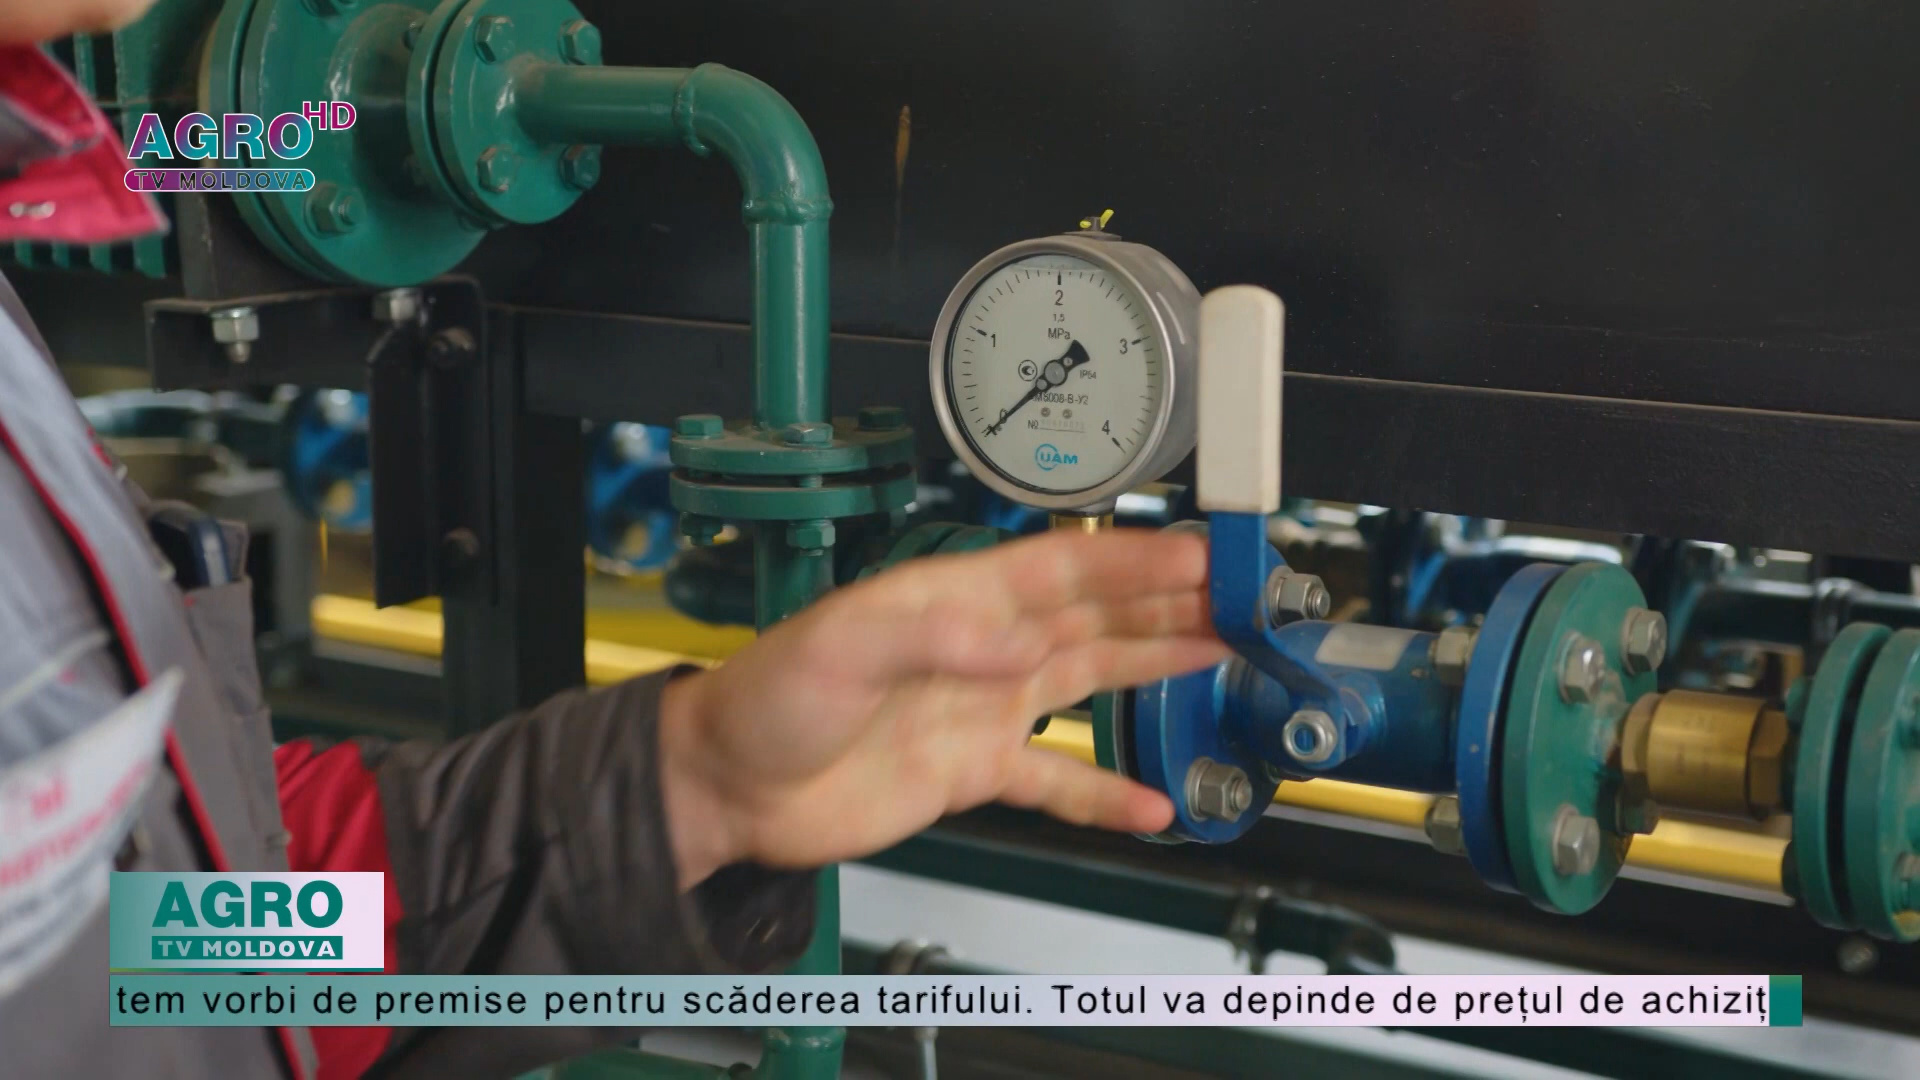 AGRO HD
TV MOLDOVA
2
1,5
MPa
1
3
IP54
0
4
№
UAM
AGRO
TV MOLDOVA
tem vorbi de premise pentru scăderea tarifului. Totul va depinde de prețul de achiziț